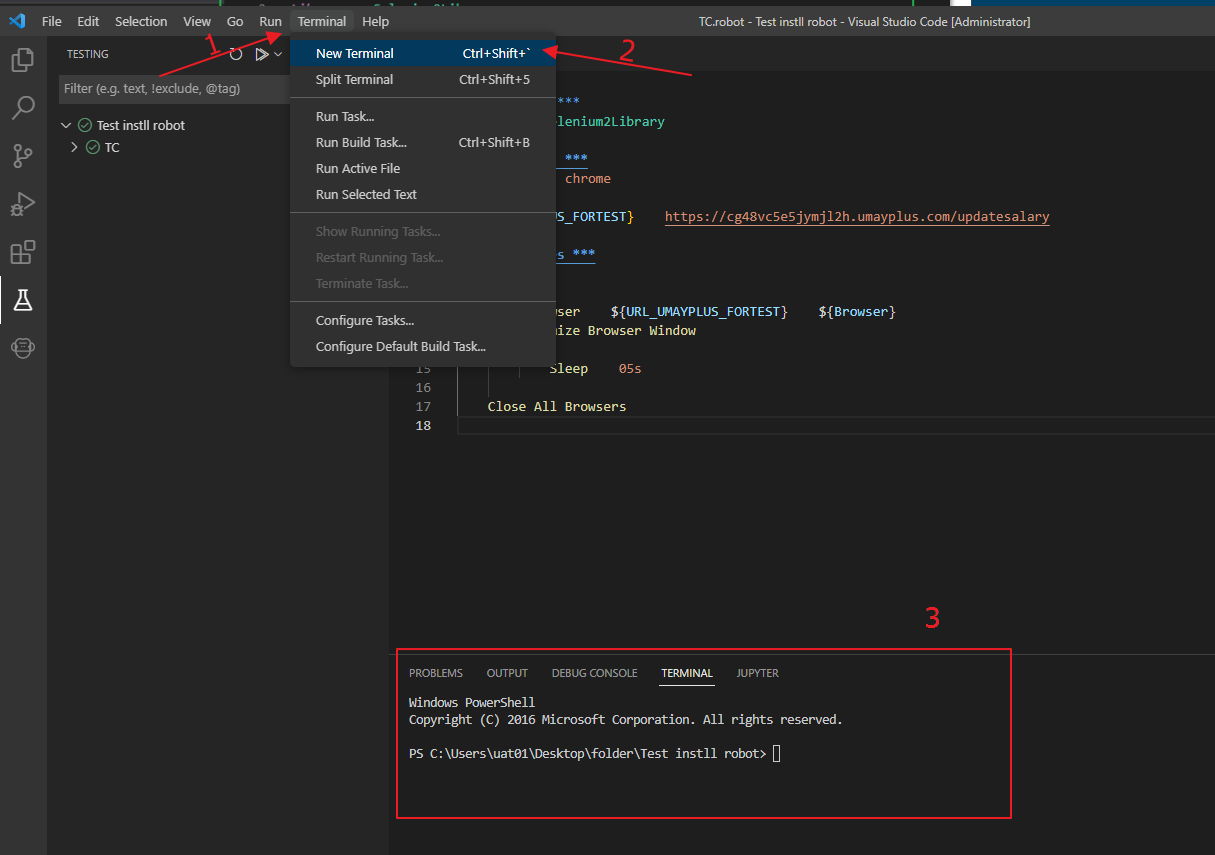 File Edit Selection View Go Run Terminal Help
TC.robot - Test instll robot - Visual Studio Code [Administrator]
1
TESTING
Filter (e.g. text, !exclude, @tag)
Test instll robot
TC
New Terminal Ctrl+Shift+`
2
Split Terminal Ctrl+Shift+5
Run Task...
Run Build Task... Ctrl+Shift+B
Run Active File
Run Selected Text
Show Running Tasks...
Restart Running Task...
Terminate Task...
Configure Tasks...
Configure Default Build Task...
***
elenium2Library
***
chrome
US_FORTEST} https://cg48vc5e5jymjl2h.umayplus.com/updatesalary
s ***
wser ${URL_UMAYPLUS_FORTEST} ${Browser}
ize Browser Window
15 Sleep 05s
16
17 Close All Browsers
18
3
PROBLEMS OUTPUT DEBUG CONSOLE TERMINAL JUPYTER
Windows PowerShell
Copyright (C) 2016 Microsoft Corporation. All rights reserved.
PS C:\Users\uat01\Desktop\folder\Test instll robot>